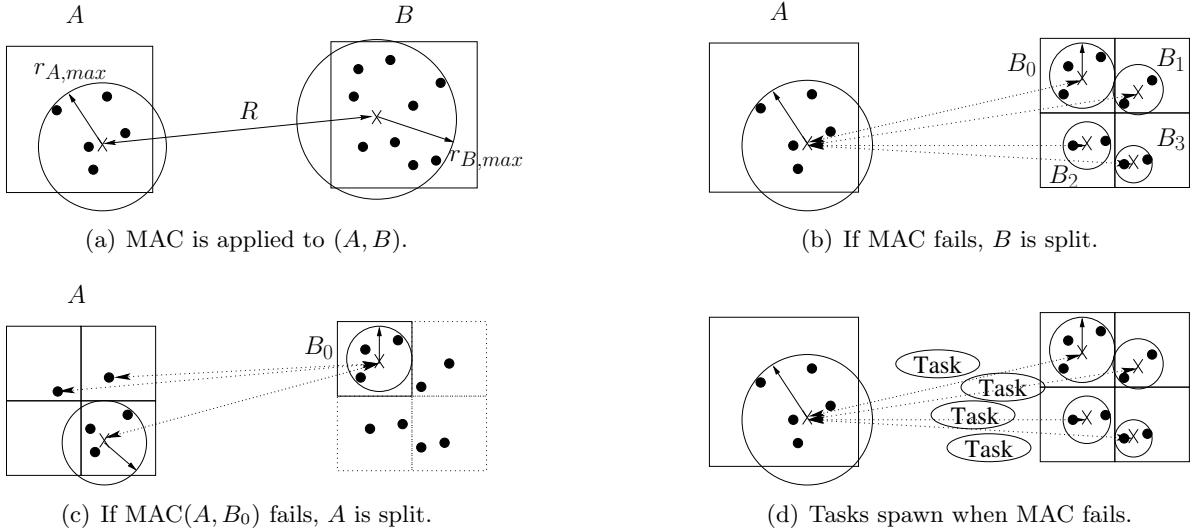 A
B
A
r_{A,max}
R
r_{B,max}
B_0
B_1
B_2
B_3
(a) MAC is applied to (A, B).
(b) If MAC fails, B is split.
A
B_0
Task
Task
Task
Task
(c) If MAC(A, B_0) fails, A is split.
(d) Tasks spawn when MAC fails.